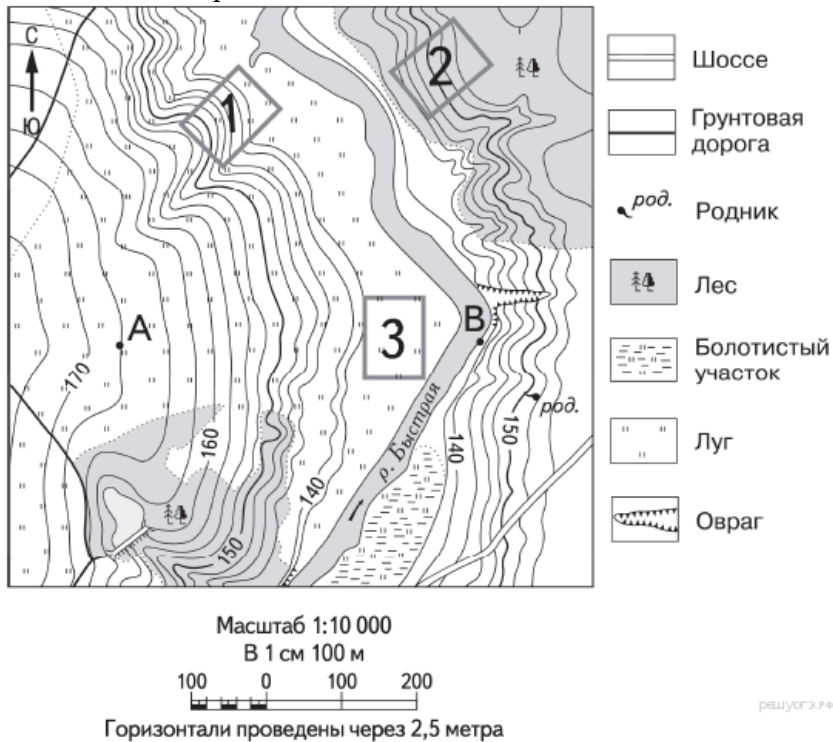 С
Ю
1
2
3
А
В
170
160
150
140
140
150
род.
р. Быстрая
Шоссе
Грунтовая
дорога
род.
Родник
Лес
Болотистый
участок
Луг
Овраг
Масштаб 1:10 000
В 1 см 100 м
100 0 100 200
Горизонтали проведены через 2,5 метра
решуогэ.рф